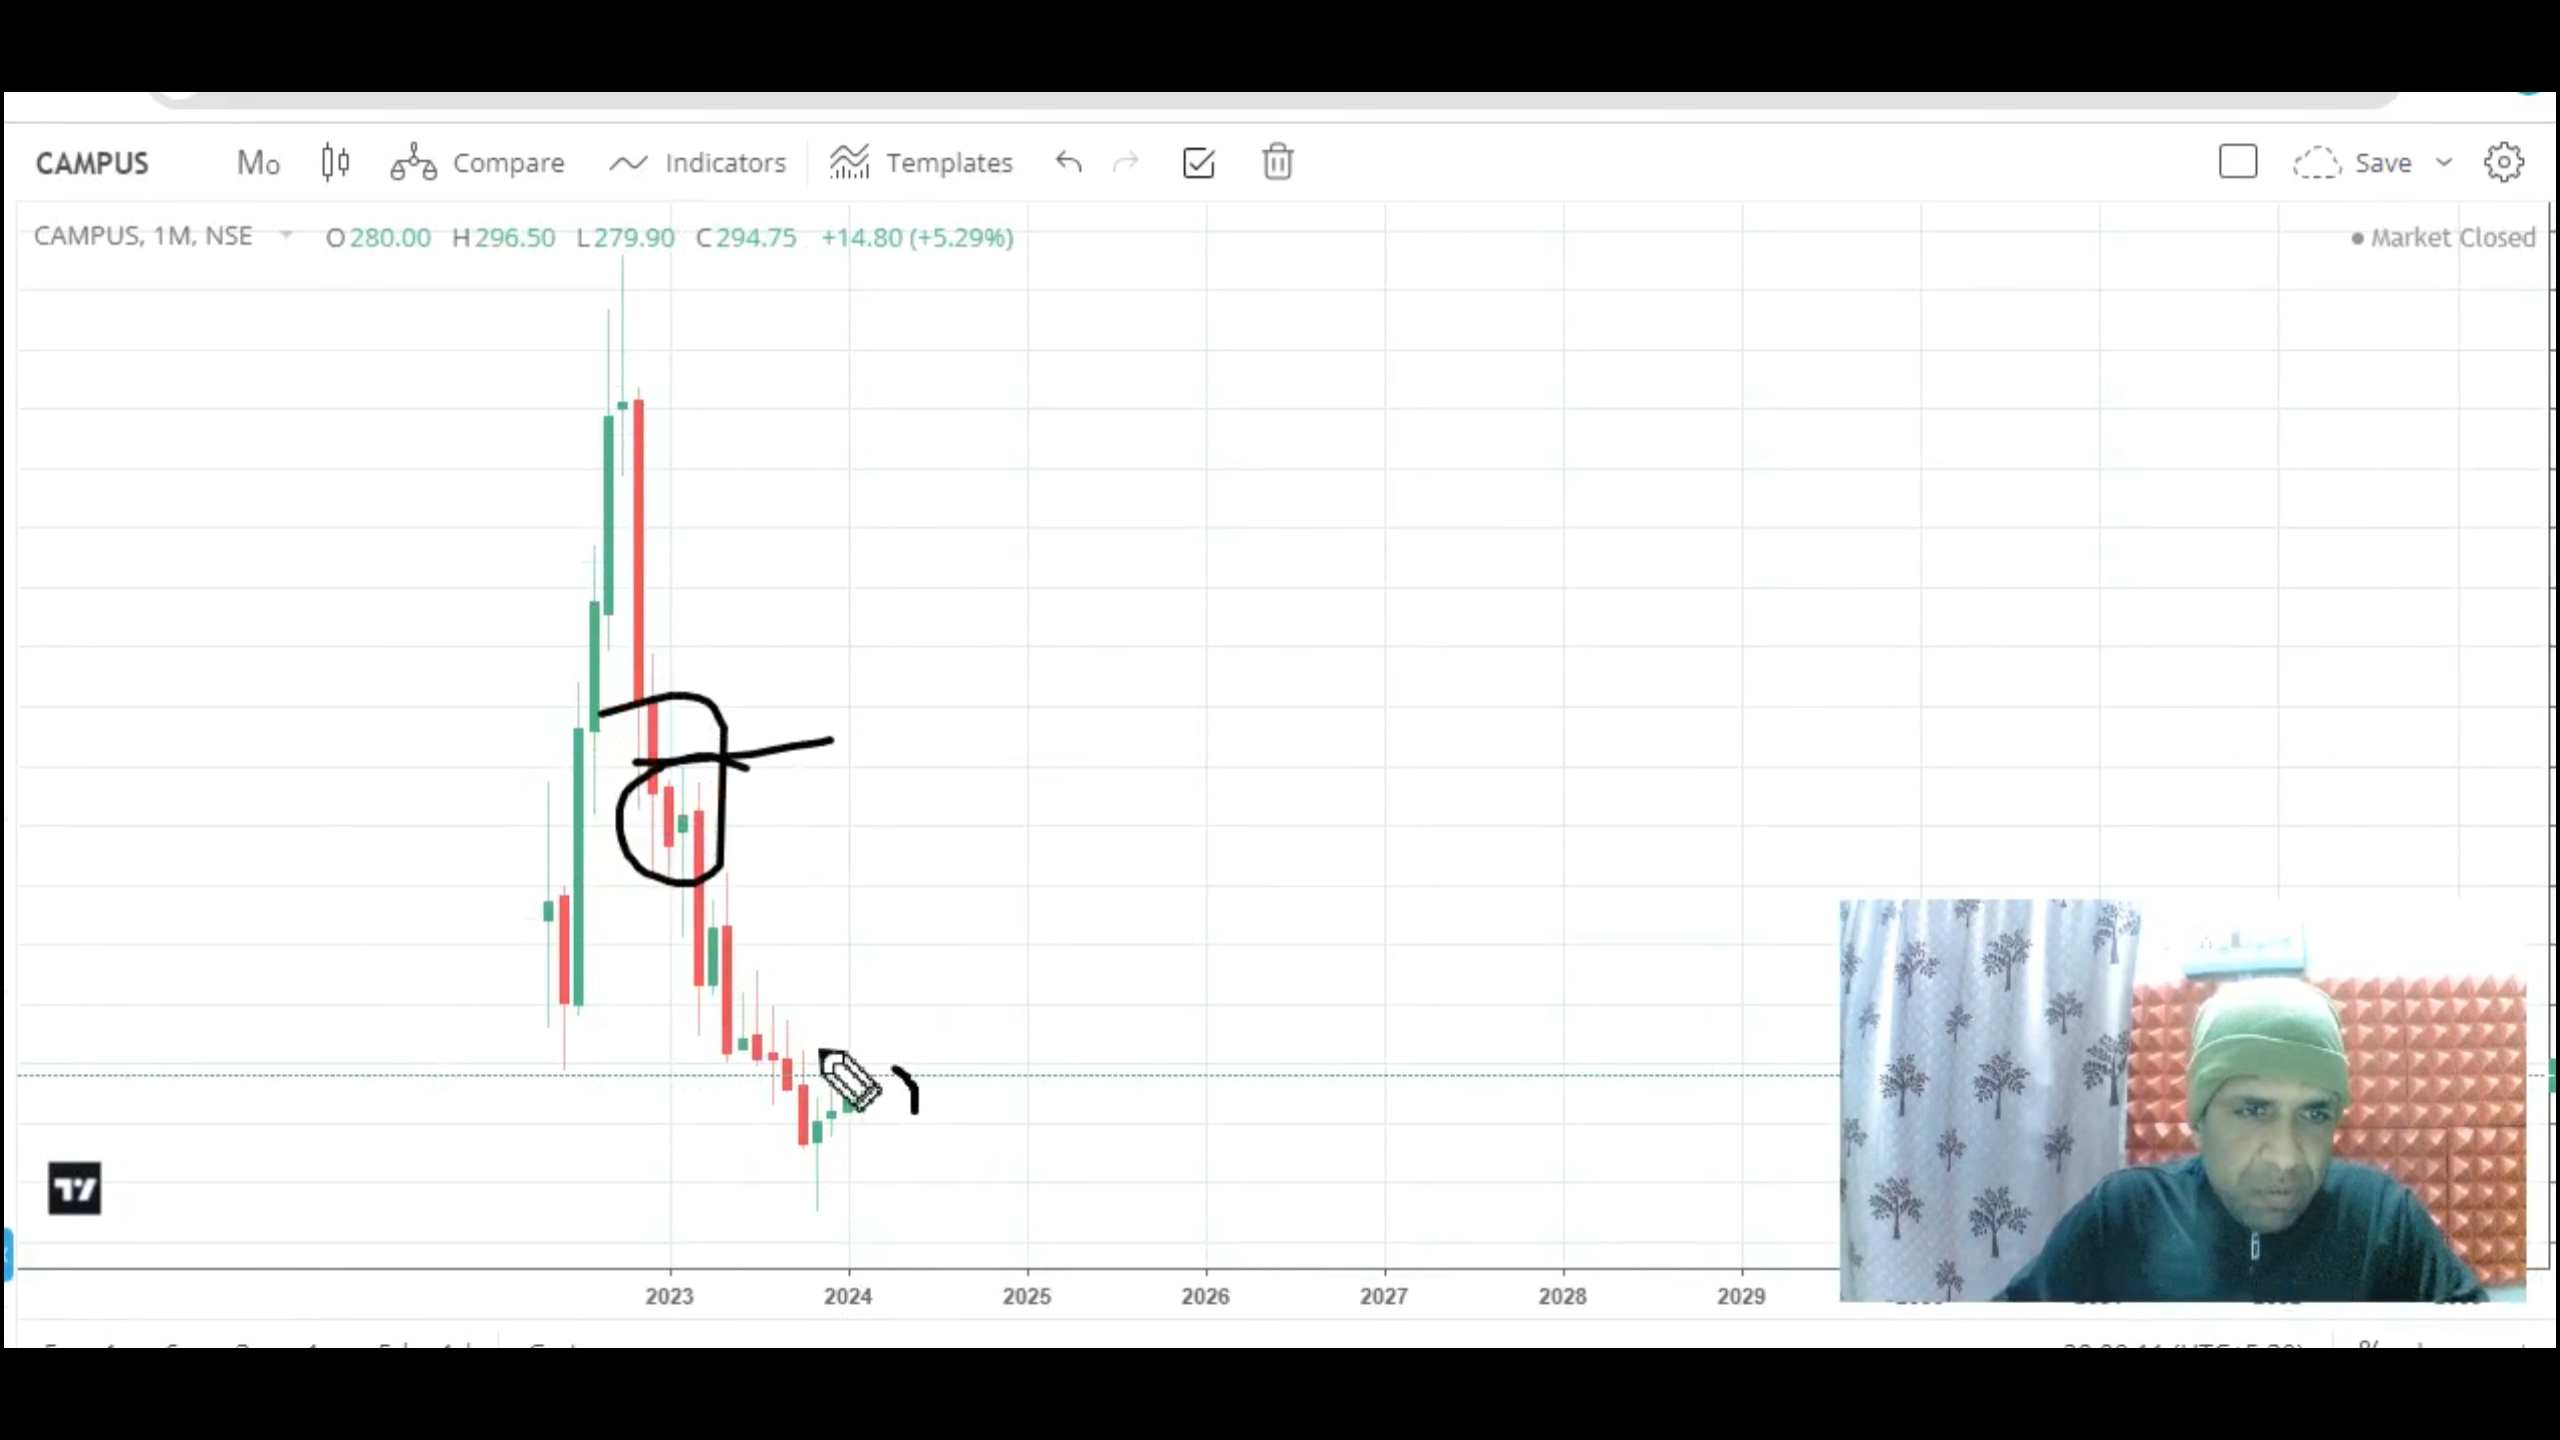 CAMPUS Mo Compare Indicators Templates Save
CAMPUS, 1M, NSE O280.00 H296.50 L279.90 C294.75 +14.80 (+5.29%) Market Closed
2023 2024 2025 2026 2027 2028 2029